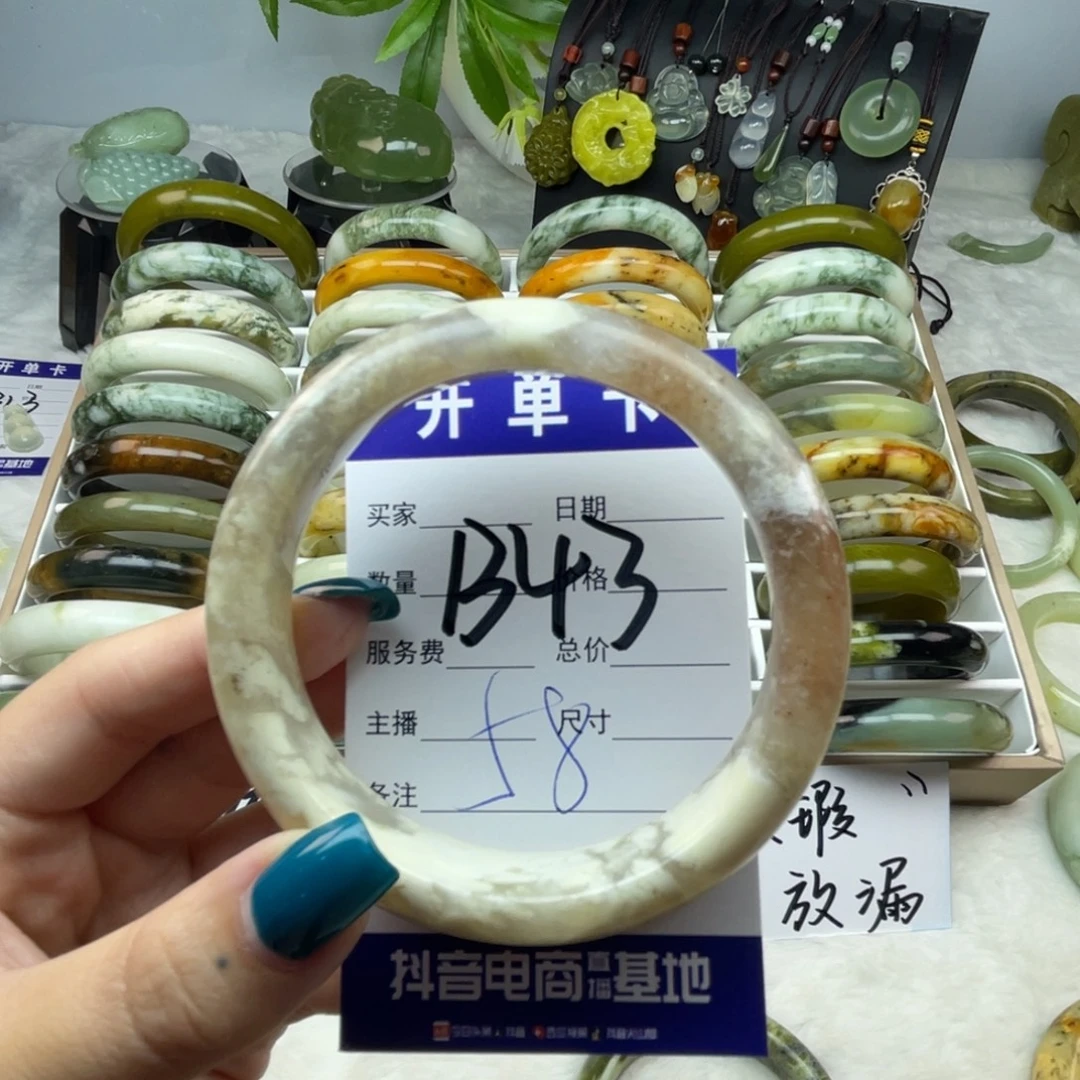 开单卡
买家 日期
B43
数量 价格
服务费 总价
主播 尺寸
58
备注
抖音电商直播基地
开单卡
日期
瑕
放漏